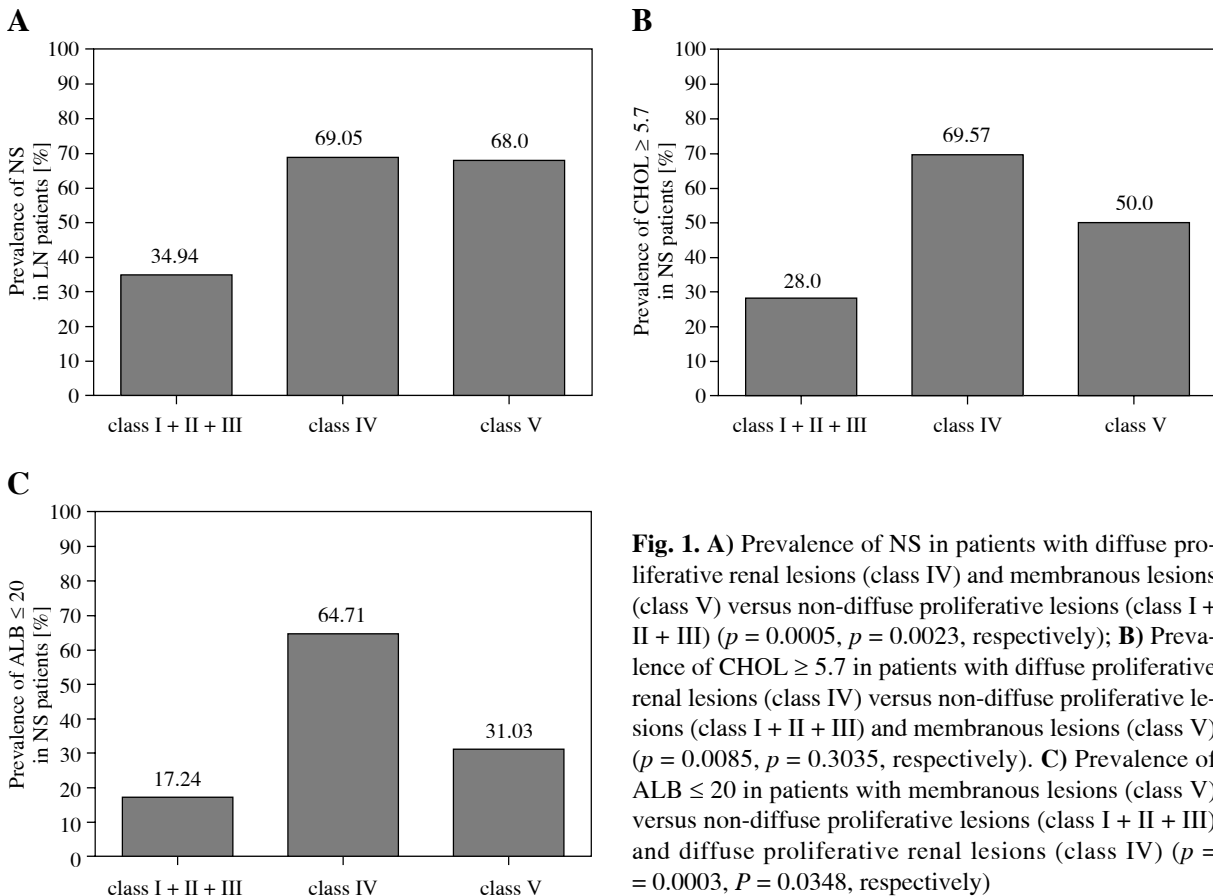 A
Prevalence of NS
in LN patients [%]
100
90
80
70
60
50
40
30
20
10
0
34.94
69.05
68.0
class I + II + III
class IV
class V
B
Prevalence of CHOL ≥ 5.7
in NS patients [%]
100
90
80
70
60
50
40
30
20
10
0
28.0
69.57
50.0
class I + II + III
class IV
class V
C
Prevalence of ALB ≤ 20
in NS patients [%]
100
90
80
70
60
50
40
30
20
10
0
17.24
64.71
31.03
class I + II + III
class IV
class V
Fig. 1. A) Prevalence of NS in patients with diffuse pro-
liferative renal lesions (class IV) and membranous lesions
(class V) versus non-diffuse proliferative lesions (class I +
II + III) (p = 0.0005, p = 0.0023, respectively); B) Preva-
lence of CHOL ≥ 5.7 in patients with diffuse proliferative
renal lesions (class IV) versus non-diffuse proliferative le-
sions (class I + II + III) and membranous lesions (class V)
(p = 0.0085, p = 0.3035, respectively). C) Prevalence of
ALB ≤ 20 in patients with membranous lesions (class V)
versus non-diffuse proliferative lesions (class I + II + III)
and diffuse proliferative renal lesions (class IV) (p =
= 0.0003, P = 0.0348, respectively)